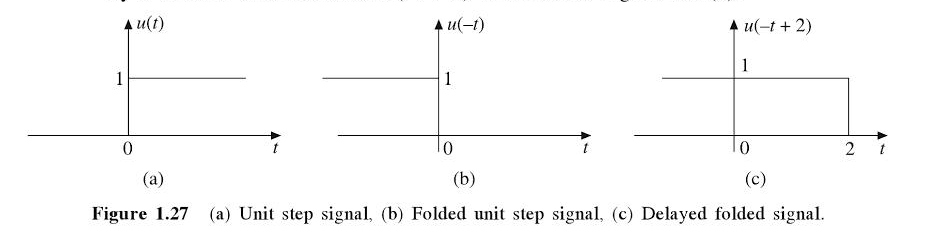 u(t) u(–t) u(–t + 2)
1 1 1
0 t 0 t 0 2 t
(a) (b) (c)
Figure 1.27 (a) Unit step signal, (b) Folded unit step signal, (c) Delayed folded signal.